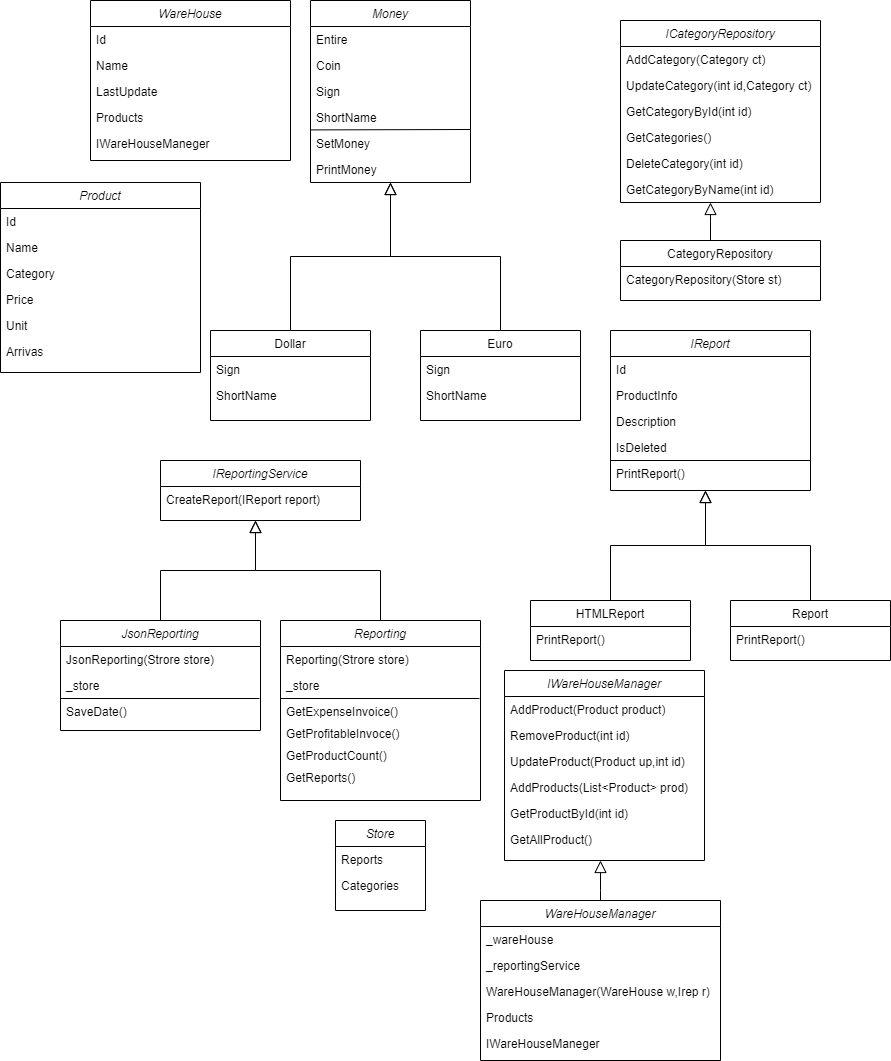 WareHouse
Id
Name
LastUpdate
Products
IWareHouseManeger
Money
Entire
Coin
Sign
ShortName
SetMoney
PrintMoney
ICategoryRepository
AddCategory(Category ct)
UpdateCategory(int id,Category ct)
GetCategoryById(int id)
GetCategories()
DeleteCategory(int id)
GetCategoryByName(int id)
Product
Id
Name
Category
Price
Unit
Arrivas
CategoryRepository
CategoryRepository(Store st)
Dollar
Sign
ShortName
Euro
Sign
ShortName
IReport
Id
ProductInfo
Description
IsDeleted
PrintReport()
IReportingService
CreateReport(IReport report)
HTMLReport
PrintReport()
Report
PrintReport()
JsonReporting
JsonReporting(Strore store)
_store
SaveDate()
Reporting
Reporting(Strore store)
_store
GetExpenseInvoice()
GetProfitableInvoce()
GetProductCount()
GetReports()
IWareHouseManager
AddProduct(Product product)
RemoveProduct(int id)
UpdateProduct(Product up,int id)
AddProducts(List<Product> prod)
GetProductById(int id)
GetAllProduct()
Store
Reports
Categories
WareHouseManager
_wareHouse
_reportingService
WareHouseManager(WareHouse w,Irep r)
Products
IWareHouseManeger